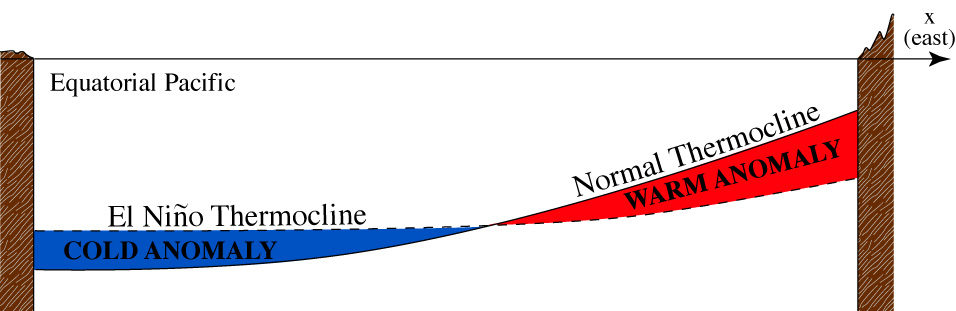 x
(east)
Equatorial Pacific
Normal Thermocline
WARM ANOMALY
El Niño Thermocline
COLD ANOMALY